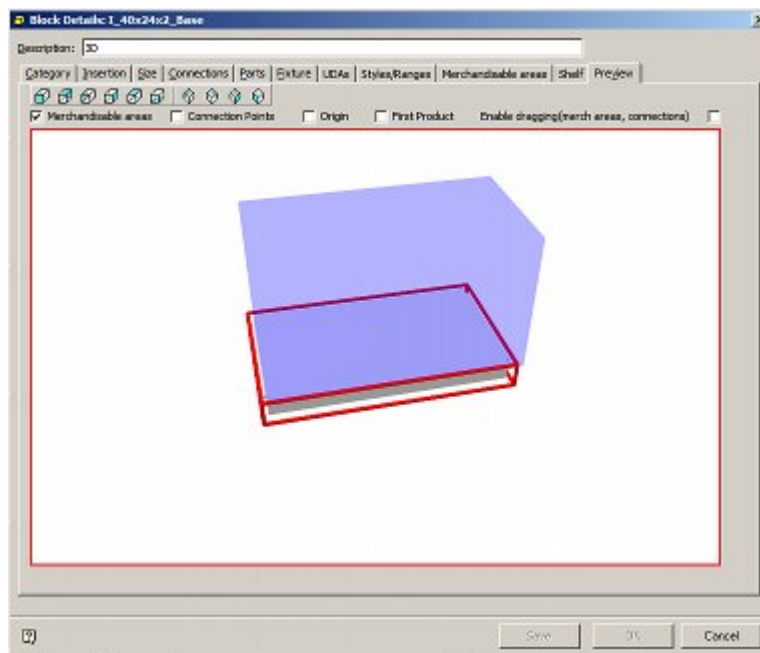 Block Details: I_40x24x2_Base
Description: 3D
Category Insertion Size Connections Parts Fixture UDAs Styles/Ranges Merchandisable areas Shelf Preview
Merchandisable areas Connection Points Origin First Product Enable dragging(merch areas, connections)
Save OK Cancel